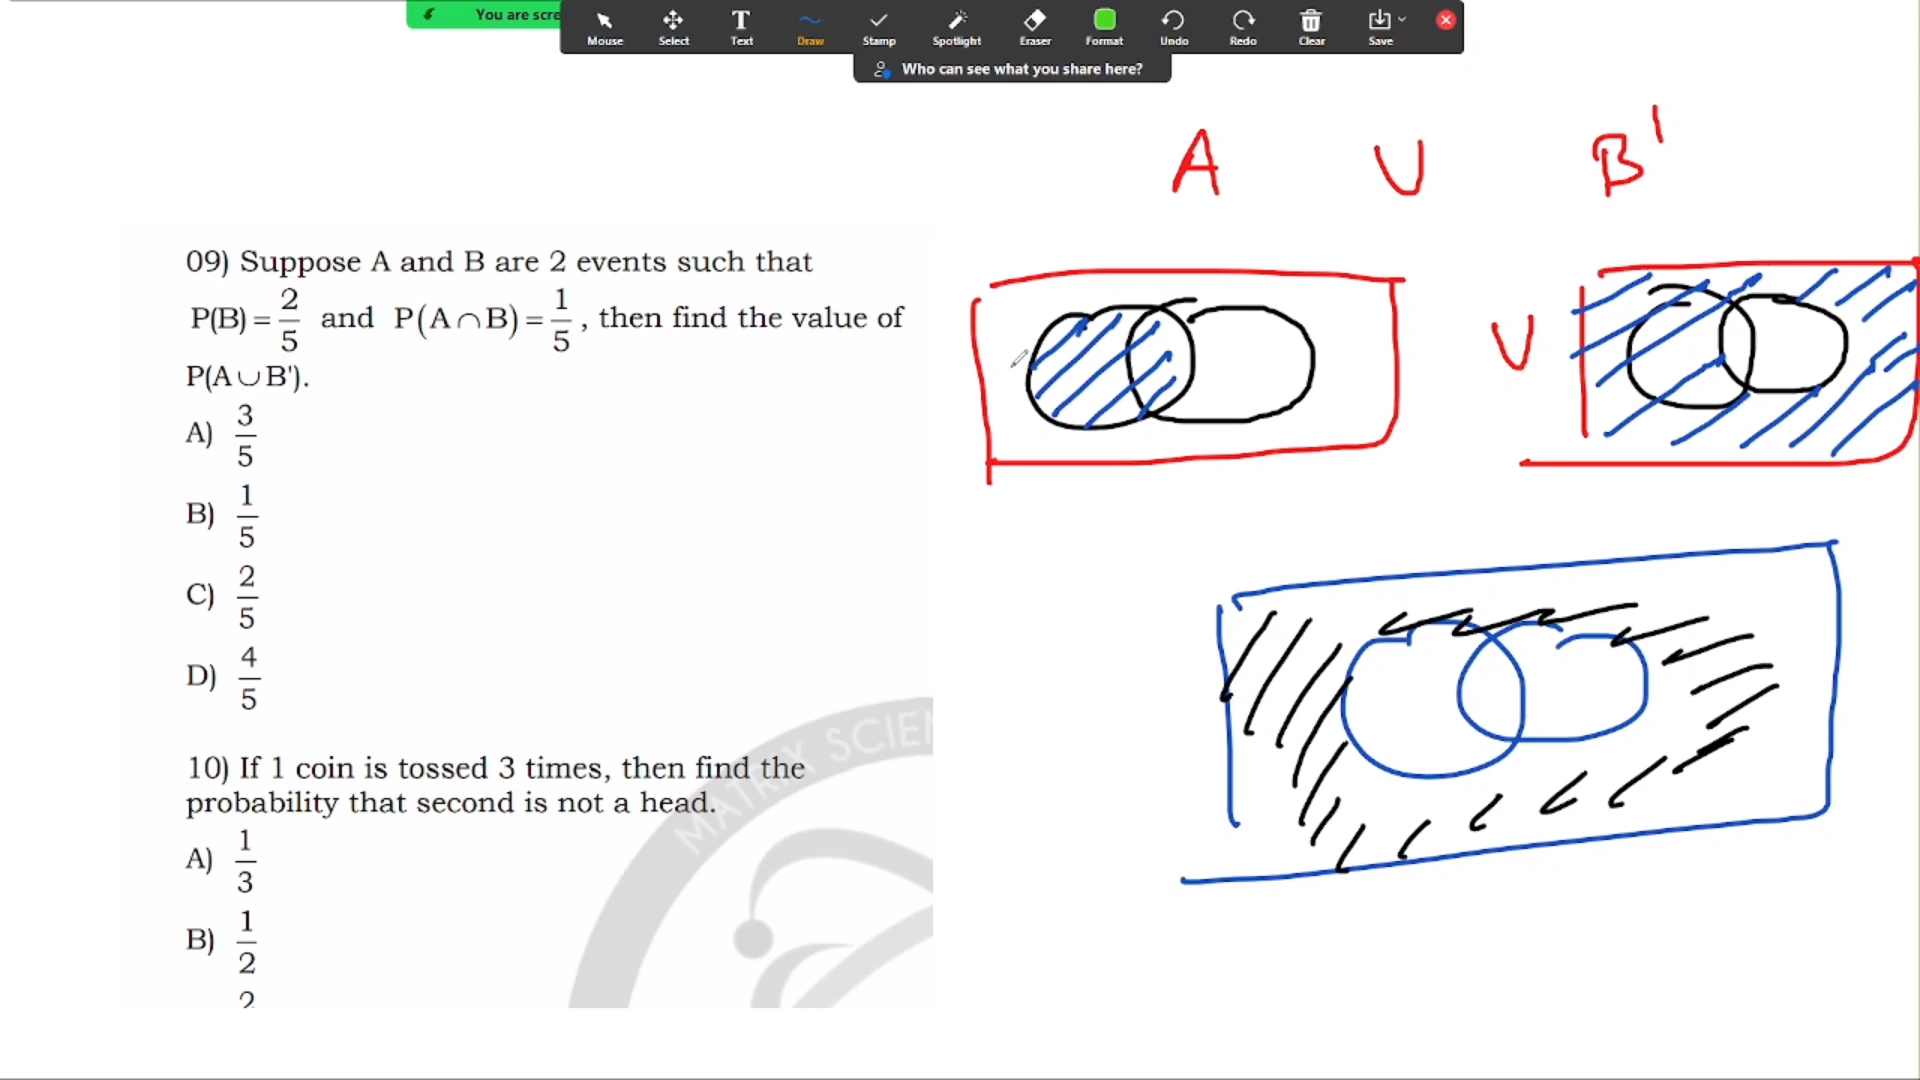 You are scre
Mouse Select Text Draw Stamp Spotlight Eraser Format Undo Redo Clear Save
Who can see what you share here?
A ∪ B'
∪
09) Suppose A and B are 2 events such that
P(B) = 2/5 and P(A∩B) = 1/5, then find the value of
P(A∪B').
A) 3/5
B) 1/5
C) 2/5
D) 4/5
10) If 1 coin is tossed 3 times, then find the
probability that second is not a head.
A) 1/3
B) 1/2
2
MATRIX SCIEN